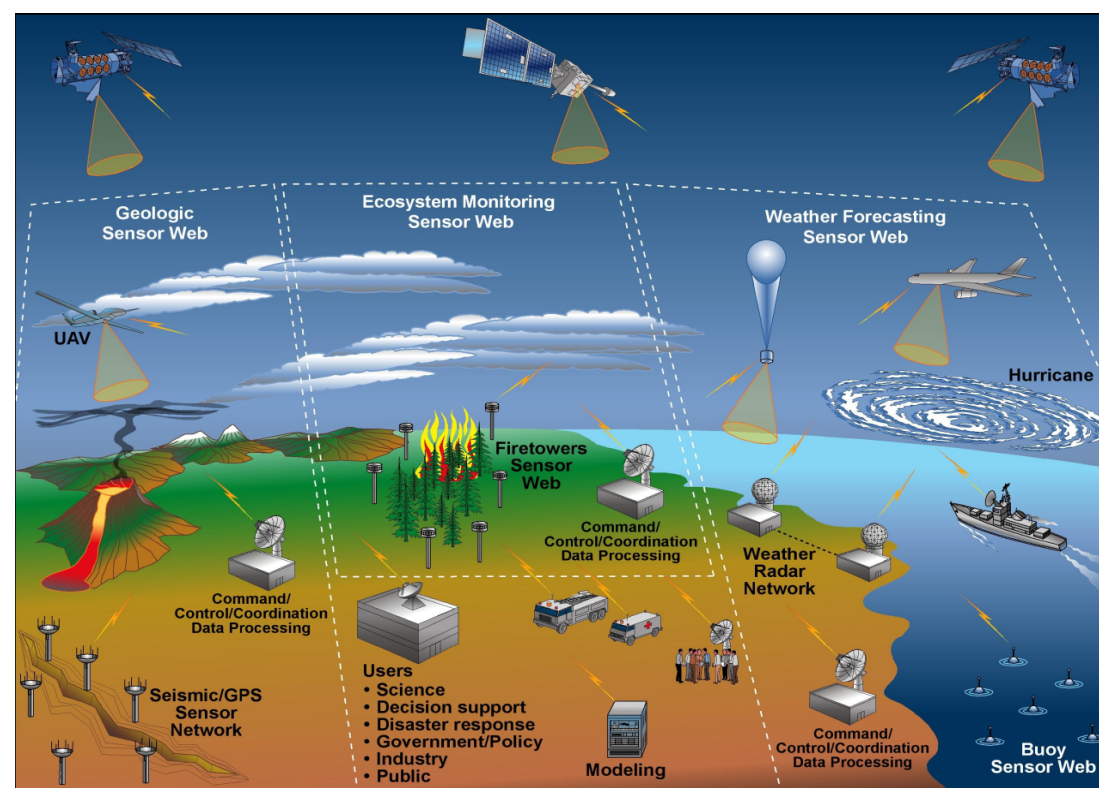 Geologic
Sensor Web
Ecosystem Monitoring
Sensor Web
Weather Forecasting
Sensor Web
UAV
Hurricane
Firetowers
Sensor
Web
Command/
Control/Coordination
Data Processing
Weather
Radar
Network
Command/
Control/Coordination
Data Processing
Seismic/GPS
Sensor
Network
Users
• Science
• Decision support
• Disaster response
• Government/Policy
• Industry
• Public
Modeling
Command/
Control/Coordination
Data Processing
Buoy
Sensor Web